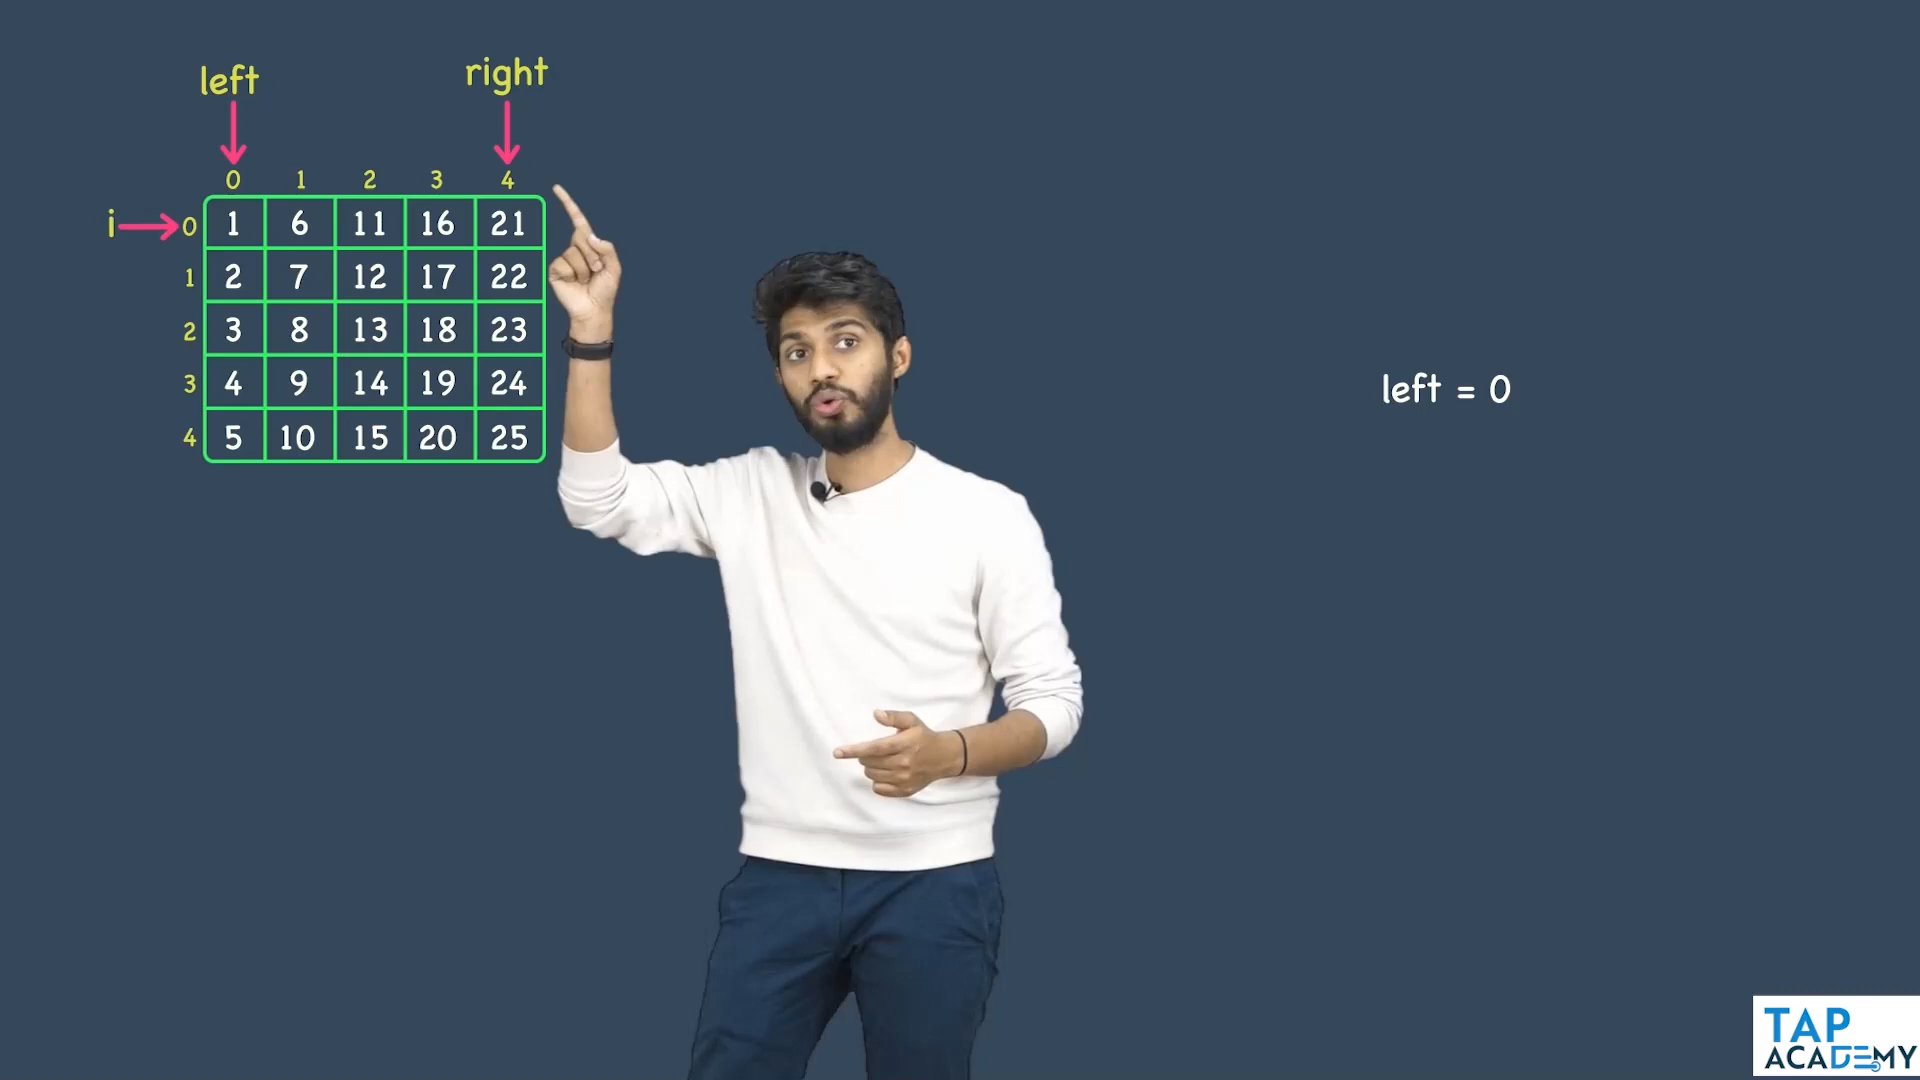 left right
0 1 2 3 4
i 0 1 6 11 16 21
1 2 7 12 17 22
2 3 8 13 18 23
3 4 9 14 19 24
4 5 10 15 20 25
left = 0
TAP
ACADEMY